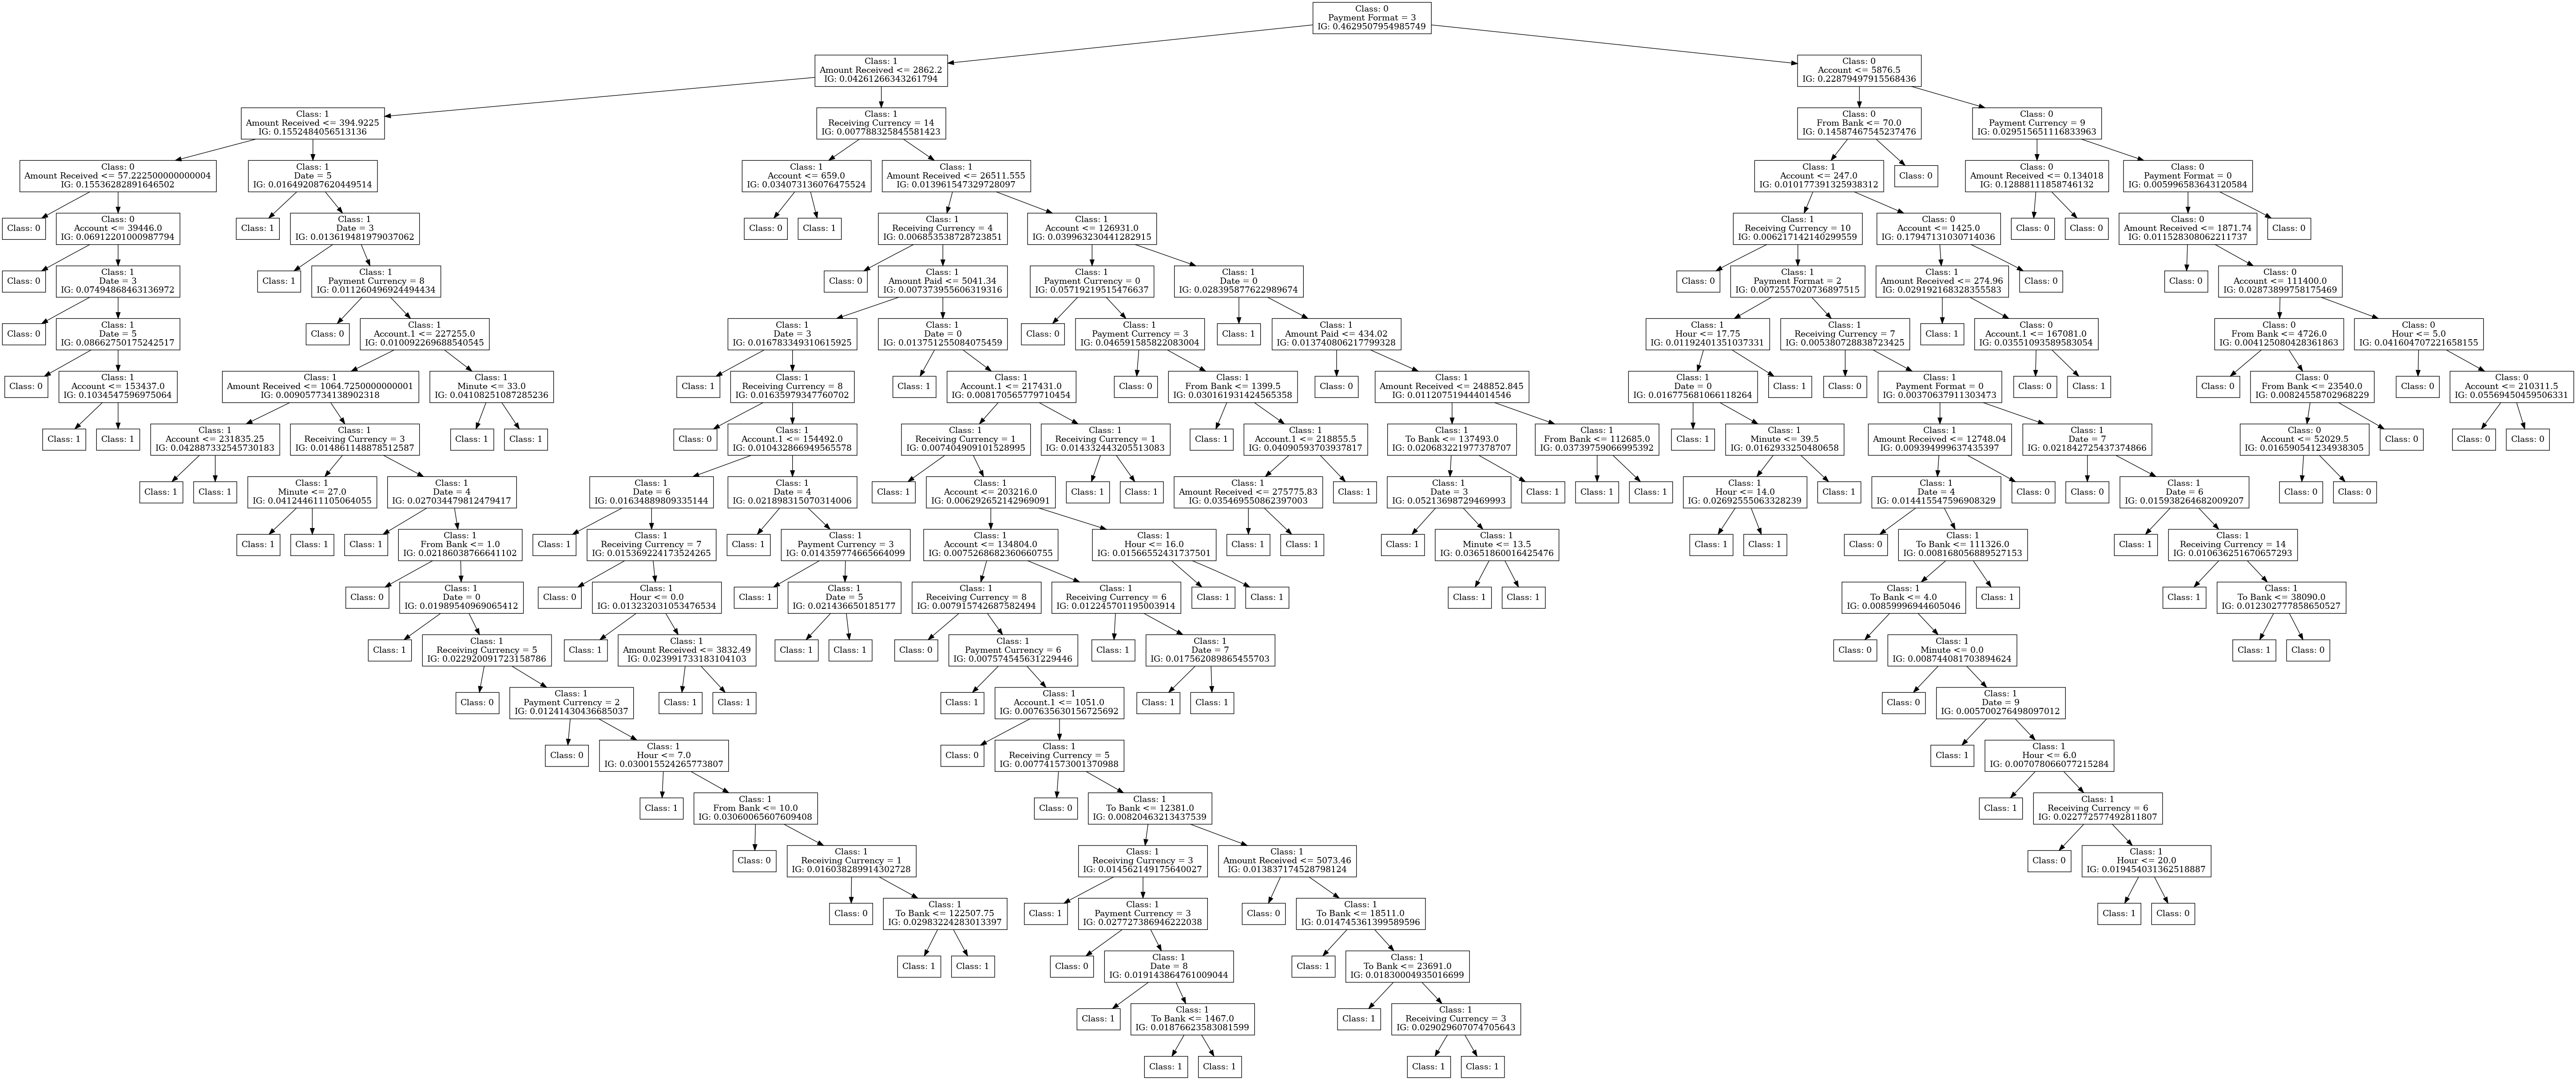 Class: 0
Payment Format = 3
IG: 0.4629507954985749
Class: 1
Amount Received <= 2862.2
IG: 0.04261266343261794
Class: 0
Account <= 5876.5
IG: 0.22879497915568436
Class: 1
Amount Received <= 394.9225
IG: 0.1552484056513136
Class: 1
Receiving Currency = 14
IG: 0.007788325845581423
Class: 0
From Bank <= 70.0
IG: 0.14587467545237476
Class: 0
Payment Currency = 9
IG: 0.029515651116833963
Class: 0
Amount Received <= 57.222500000000004
IG: 0.15536282891646502
Class: 1
Date = 5
IG: 0.016492087620449514
Class: 1
Account <= 659.0
IG: 0.034073136076475524
Class: 1
Amount Received <= 26511.555
IG: 0.013961547329728097
Class: 1
Account <= 247.0
IG: 0.010177391325938312
Class: 0
Class: 0
Amount Received <= 0.134018
IG: 0.12888111858746132
Class: 0
Payment Format = 0
IG: 0.005996583643120584
Class: 0
Class: 0
Account <= 39446.0
IG: 0.06912201000987794
Class: 1
Class: 1
Date = 3
IG: 0.013619481979037062
Class: 0
Class: 1
Class: 1
Receiving Currency = 4
IG: 0.006853538728723851
Class: 1
Account <= 126931.0
IG: 0.039963230441282915
Class: 1
Receiving Currency = 10
IG: 0.006217142140299559
Class: 0
Account <= 1425.0
IG: 0.17947131030714036
Class: 0
Class: 0
Class: 0
Amount Received <= 1871.74
IG: 0.011528308062211737
Class: 0
Class: 0
Class: 1
Date = 3
IG: 0.07494868463136972
Class: 1
Class: 1
Payment Currency = 8
IG: 0.011260496924494434
Class: 0
Class: 1
Amount Paid <= 5041.34
IG: 0.007373955606319316
Class: 1
Payment Currency = 0
IG: 0.05719219515476637
Class: 1
Date = 0
IG: 0.028395877622989674
Class: 0
Class: 1
Payment Format = 2
IG: 0.0072557020736897515
Class: 1
Amount Received <= 274.96
IG: 0.029192168328355583
Class: 0
Class: 0
Class: 0
Account <= 111400.0
IG: 0.02873899758175469
Class: 0
Class: 1
Date = 5
IG: 0.08662750175242517
Class: 0
Class: 1
Account.1 <= 227255.0
IG: 0.010092269688540545
Class: 1
Date = 3
IG: 0.016783349310615925
Class: 1
Date = 0
IG: 0.013751255084075459
Class: 0
Class: 1
Payment Currency = 3
IG: 0.046591585822083004
Class: 1
Class: 1
Amount Paid <= 434.02
IG: 0.013740806217799328
Class: 1
Hour <= 17.75
IG: 0.01192401351037331
Class: 1
Receiving Currency = 7
IG: 0.005380728838723425
Class: 1
Class: 0
Account.1 <= 167081.0
IG: 0.03551093589583054
Class: 0
From Bank <= 4726.0
IG: 0.004125080428361863
Class: 0
Hour <= 5.0
IG: 0.041604707221658155
Class: 0
Class: 1
Account <= 153437.0
IG: 0.1034547596975064
Class: 1
Amount Received <= 1064.7250000000001
IG: 0.009057734138902318
Class: 1
Minute <= 33.0
IG: 0.04108251087285236
Class: 1
Class: 1
Receiving Currency = 8
IG: 0.01635979347760702
Class: 1
Class: 1
Account.1 <= 217431.0
IG: 0.008170565779710454
Class: 0
Class: 1
From Bank <= 1399.5
IG: 0.030161931424565358
Class: 0
Class: 1
Amount Received <= 248852.845
IG: 0.011207519444014546
Class: 1
Date = 0
IG: 0.016775681066118264
Class: 1
Class: 0
Class: 1
Payment Format = 0
IG: 0.00370637911303473
Class: 0
Class: 1
Class: 0
Class: 0
From Bank <= 23540.0
IG: 0.00824558702968229
Class: 0
Class: 0
Account <= 210311.5
IG: 0.05569450459506331
Class: 1
Class: 1
Class: 1
Account <= 231835.25
IG: 0.042887332545730183
Class: 1
Receiving Currency = 3
IG: 0.014861148878512587
Class: 1
Class: 1
Class: 0
Class: 1
Account.1 <= 154492.0
IG: 0.010432866949565578
Class: 1
Receiving Currency = 1
IG: 0.007404909101528995
Class: 1
Receiving Currency = 1
IG: 0.014332443205513083
Class: 1
Class: 1
Account.1 <= 218855.5
IG: 0.04090593703937817
Class: 1
To Bank <= 137493.0
IG: 0.020683221977378707
Class: 1
From Bank <= 112685.0
IG: 0.03739759066995392
Class: 1
Class: 1
Minute <= 39.5
IG: 0.0162933250480658
Class: 1
Amount Received <= 12748.04
IG: 0.009394999637435397
Class: 1
Date = 7
IG: 0.021842725437374866
Class: 0
Account <= 52029.5
IG: 0.016590541234938305
Class: 0
Class: 0
Class: 0
Class: 1
Class: 1
Class: 1
Minute <= 27.0
IG: 0.041244611105064055
Class: 1
Date = 4
IG: 0.0270344798124794​17
Class: 1
Date = 6
IG: 0.01634889809335144
Class: 1
Date = 4
IG: 0.021898315070314006
Class: 1
Class: 1
Account <= 203216.0
IG: 0.006292652142969091
Class: 1
Class: 1
Class: 1
Amount Received <= 275775.83
IG: 0.035469550862397003
Class: 1
Class: 1
Date = 3
IG: 0.05213698729469993
Class: 1
Class: 1
Class: 1
Class: 1
Hour <= 14.0
IG: 0.02692555063328239
Class: 1
Class: 1
Date = 4
IG: 0.014415547596908329
Class: 0
Class: 0
Class: 1
Date = 6
IG: 0.015938264682009207
Class: 0
Class: 0
Class: 1
Class: 1
Class: 1
Class: 1
From Bank <= 1.0
IG: 0.02186038766641102
Class: 1
Class: 1
Receiving Currency = 7
IG: 0.015369224173524265
Class: 1
Class: 1
Payment Currency = 3
IG: 0.014359774665664099
Class: 1
Account <= 134804.0
IG: 0.0075268682360660755
Class: 1
Hour <= 16.0
IG: 0.01566552431737501
Class: 1
Class: 1
Class: 1
Class: 1
Minute <= 13.5
IG: 0.03651860016425476
Class: 1
Class: 1
Class: 0
Class: 1
To Bank <= 111326.0
IG: 0.008168056889527153
Class: 1
Class: 1
Receiving Currency = 14
IG: 0.010636251670657293
Class: 0
Class: 1
Date = 0
IG: 0.01989540969065412
Class: 0
Class: 1
Hour <= 0.0
IG: 0.013232031053476534
Class: 1
Class: 1
Date = 5
IG: 0.021436650185177
Class: 1
Receiving Currency = 8
IG: 0.007915742687582494
Class: 1
Receiving Currency = 6
IG: 0.012245701195003914
Class: 1
Class: 1
Class: 1
Class: 1
Class: 1
To Bank <= 4.0
IG: 0.00859996944605046
Class: 1
Class: 1
Class: 1
To Bank <= 38090.0
IG: 0.012302777858650527
Class: 1
Class: 1
Receiving Currency = 5
IG: 0.022920091723158786
Class: 1
Class: 1
Amount Received <= 3832.49
IG: 0.023991733183104103
Class: 1
Class: 1
Class: 0
Class: 1
Payment Currency = 6
IG: 0.007574545631229446
Class: 1
Class: 1
Date = 7
IG: 0.017562089865455703
Class: 0
Class: 1
Minute <= 0.0
IG: 0.008744081703894624
Class: 1
Class: 0
Class: 0
Class: 1
Payment Currency = 2
IG: 0.01241430436685037
Class: 1
Class: 1
Class: 1
Class: 1
Account.1 <= 1051.0
IG: 0.007635630156725692
Class: 1
Class: 1
Class: 0
Class: 1
Date = 9
IG: 0.005700276498097012
Class: 0
Class: 1
Hour <= 7.0
IG: 0.030015524265773807
Class: 0
Class: 1
Receiving Currency = 5
IG: 0.007741573001370988
Class: 1
Class: 1
Hour <= 6.0
IG: 0.007078066077215284
Class: 1
Class: 1
From Bank <= 10.0
IG: 0.03060065607609408
Class: 0
Class: 1
To Bank <= 12381.0
IG: 0.00820463213437539
Class: 1
Class: 1
Receiving Currency = 6
IG: 0.022772577492811807
Class: 0
Class: 1
Receiving Currency = 1
IG: 0.016038289914302728
Class: 1
Receiving Currency = 3
IG: 0.014562149175640027
Class: 1
Amount Received <= 5073.46
IG: 0.013837174528798124
Class: 0
Class: 1
Hour <= 20.0
IG: 0.019454031362518887
Class: 0
Class: 1
To Bank <= 122507.75
IG: 0.02983224283013397
Class: 1
Class: 1
Payment Currency = 3
IG: 0.027727386946222038
Class: 0
Class: 1
To Bank <= 18511.0
IG: 0.014745361399589596
Class: 1
Class: 0
Class: 1
Class: 1
Class: 0
Class: 1
Date = 8
IG: 0.019143864761009044
Class: 1
Class: 1
To Bank <= 23691.0
IG: 0.01830004935016699
Class: 1
Class: 1
To Bank <= 1467.0
IG: 0.01876623583081599
Class: 1
Class: 1
Receiving Currency = 3
IG: 0.029029607074705643
Class: 1
Class: 1
Class: 1
Class: 1